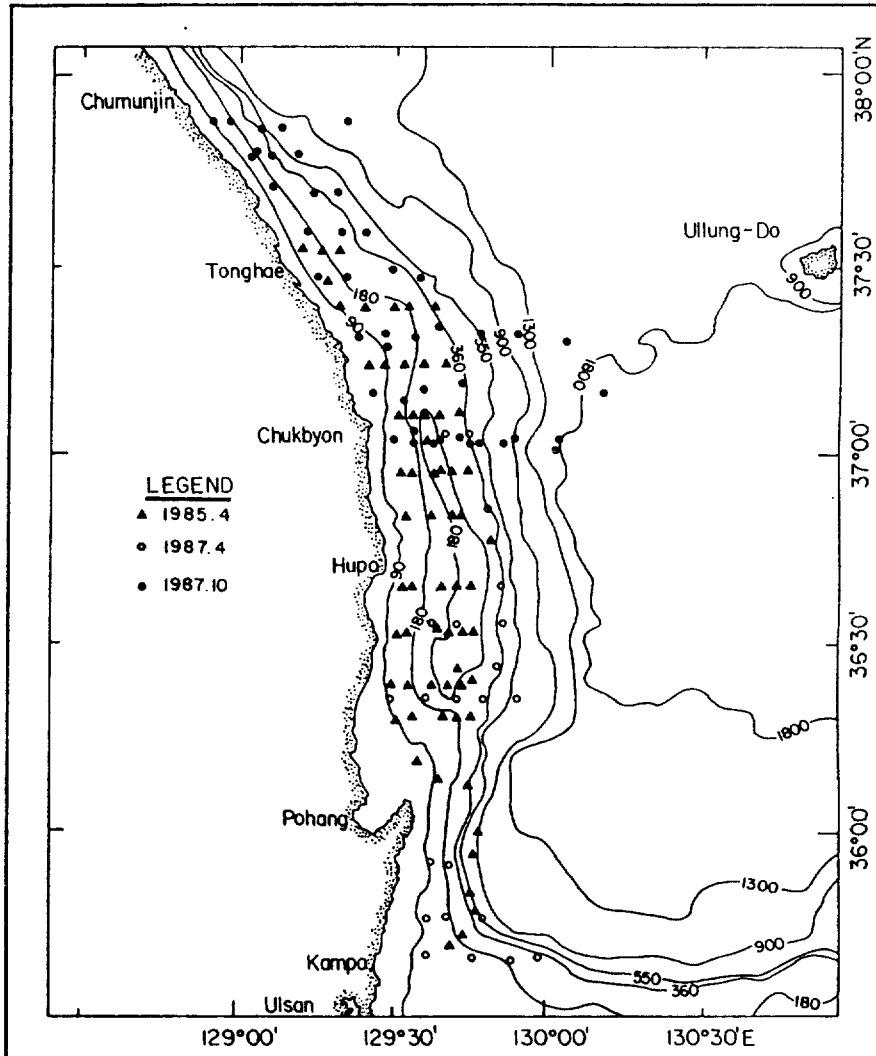 Chumunjin
38°00'N
Ullung-Do
900
37°30'
Tonghae
180
90
360
550
900
1300
1800
Chukbyon
37°00'
LEGEND
▲ 1985.4
○ 1987.4
● 1987.10
180
Hupo
90
180
36°30'
1800
Pohang
36°00'
1300
900
Kampo
550
360
180
Ulsan
129°00'
129°30'
130°00'
130°30'E